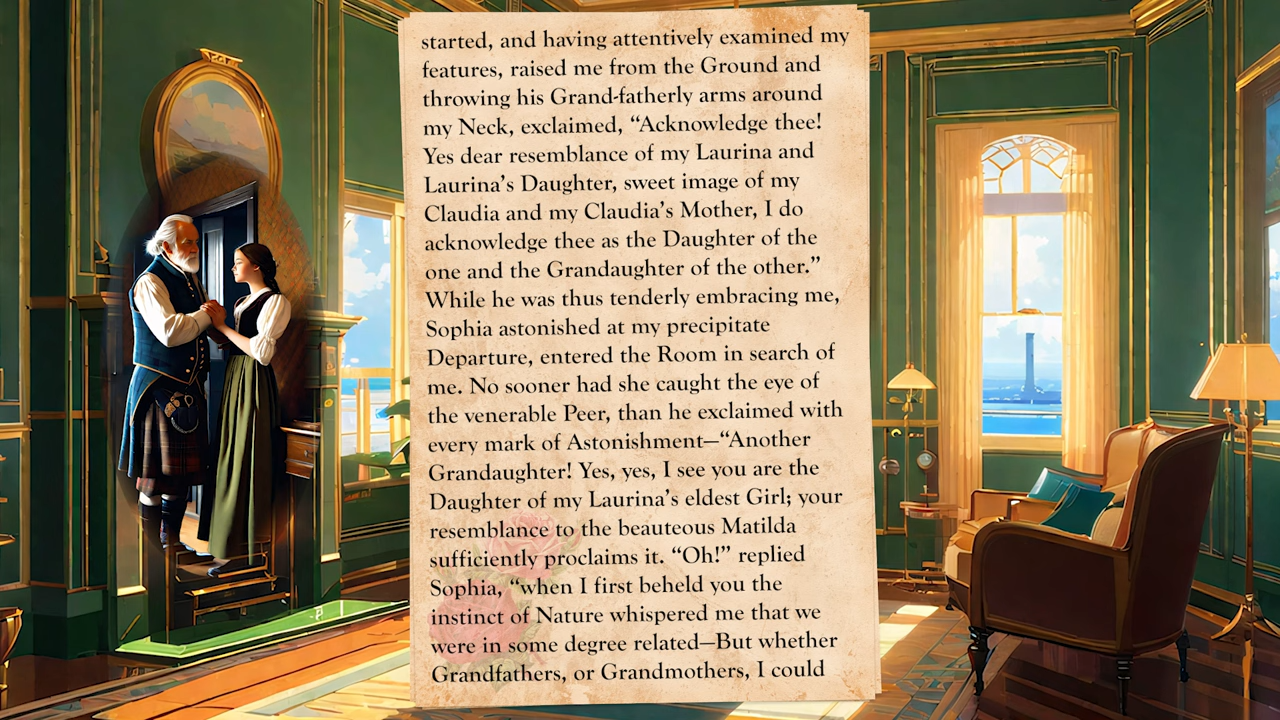 started, and having attentively examined my
features, raised me from the Ground and
throwing his Grand-fatherly arms around
my Neck, exclaimed, “Acknowledge thee!
Yes dear resemblance of my Laurina and
Laurina’s Daughter, sweet image of my
Claudia and my Claudia’s Mother, I do
acknowledge thee as the Daughter of the
one and the Grandaughter of the other.”
While he was thus tenderly embracing me,
Sophia astonished at my precipitate
Departure, entered the Room in search of
me. No sooner had she caught the eye of
the venerable Peer, than he exclaimed with
every mark of Astonishment—“Another
Grandaughter! Yes, yes, I see you are the
Daughter of my Laurina’s eldest Girl; your
resemblance to the beauteous Matilda
sufficiently proclaims it. “Oh!” replied
Sophia, “when I first beheld you the
instinct of Nature whispered me that we
were in some degree related—But whether
Grandfathers, or Grandmothers, I could